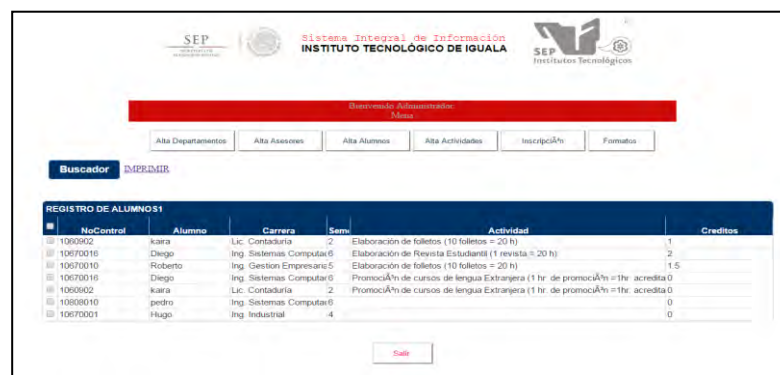 SEP
Sistema Integral de Información
INSTITUTO TECNOLÓGICO DE IGUALA
SEP
Institutos Tecnológicos
Bienvenido Administrador
Menu
Alta Departamentos Alta Asesores Alta Alumnos Alta Actividades InscripciÃ³n Formatos
Buscador IMPRIMIR
REGISTRO DE ALUMNOS1
NoControl Alumno Carrera Seme Actividad Creditos
1060902 kaira Lic. Contaduría 2 Elaboración de folletos (10 folletos = 20 h) 1
10670016 Diego Ing. Sistemas Computac 6 Elaboración de Revista Estudiantil (1 revista = 20 h) 2
10670010 Roberto Ing. Gestion Empresaria 5 Elaboración de folletos (10 folletos = 20 h) 1.5
10670016 Diego Ing. Sistemas Computac 6 PromociÃ³n de cursos de lengua Extranjera (1 hr. de promociÃ³n =1hr. acredita 0
1060902 kaira Lic. Contaduría 2 PromociÃ³n de cursos de lengua Extranjera (1 hr. de promociÃ³n =1hr. acredita 0
10808010 pedro Ing. Sistemas Computac 6 0
10670001 Hugo Ing. Industrial 4 0
Salir